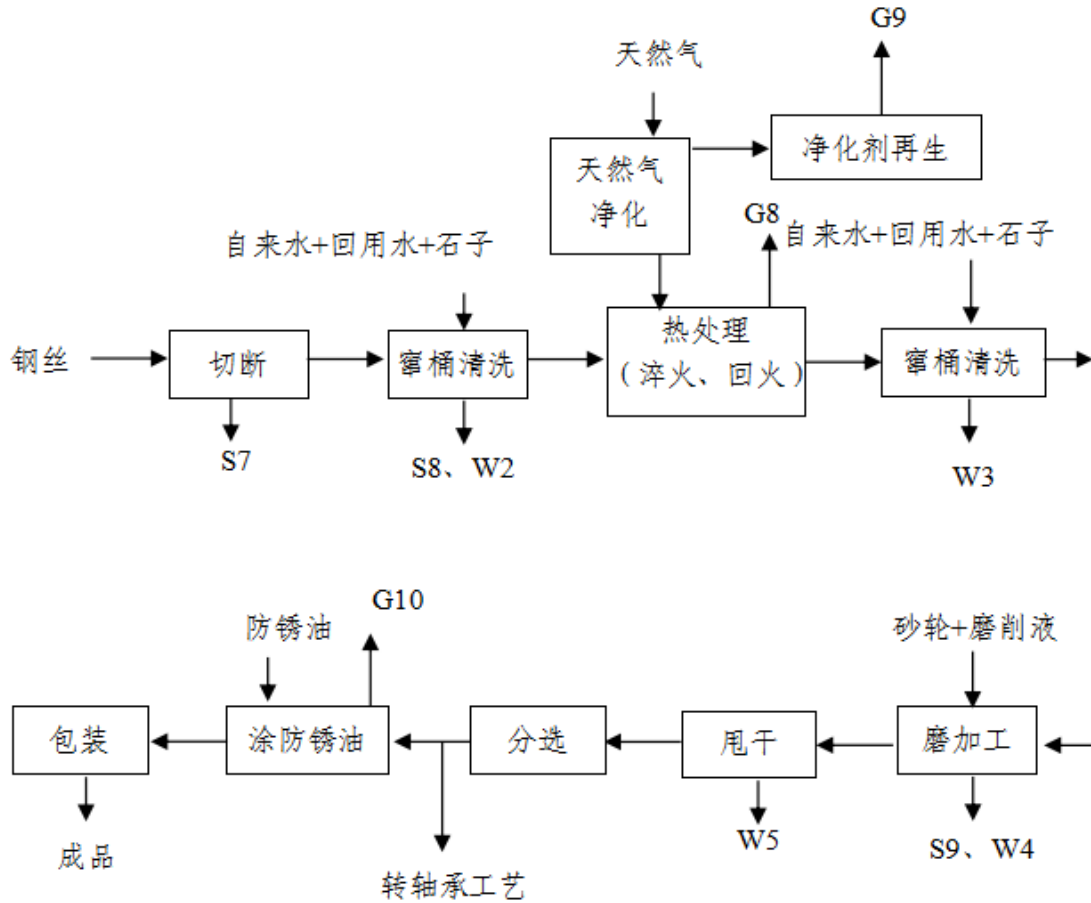 G9
天然气
净化剂再生
天然气
净化
G8
自来水+回用水+石子
自来水+回用水+石子
钢丝
切断
窜桶清洗
热处理
（淬火、回火）
窜桶清洗
S7
S8、W2
W3
防锈油
G10
砂轮+磨削液
包装
涂防锈油
分选
甩干
磨加工
成品
转轴承工艺
W5
S9、W4